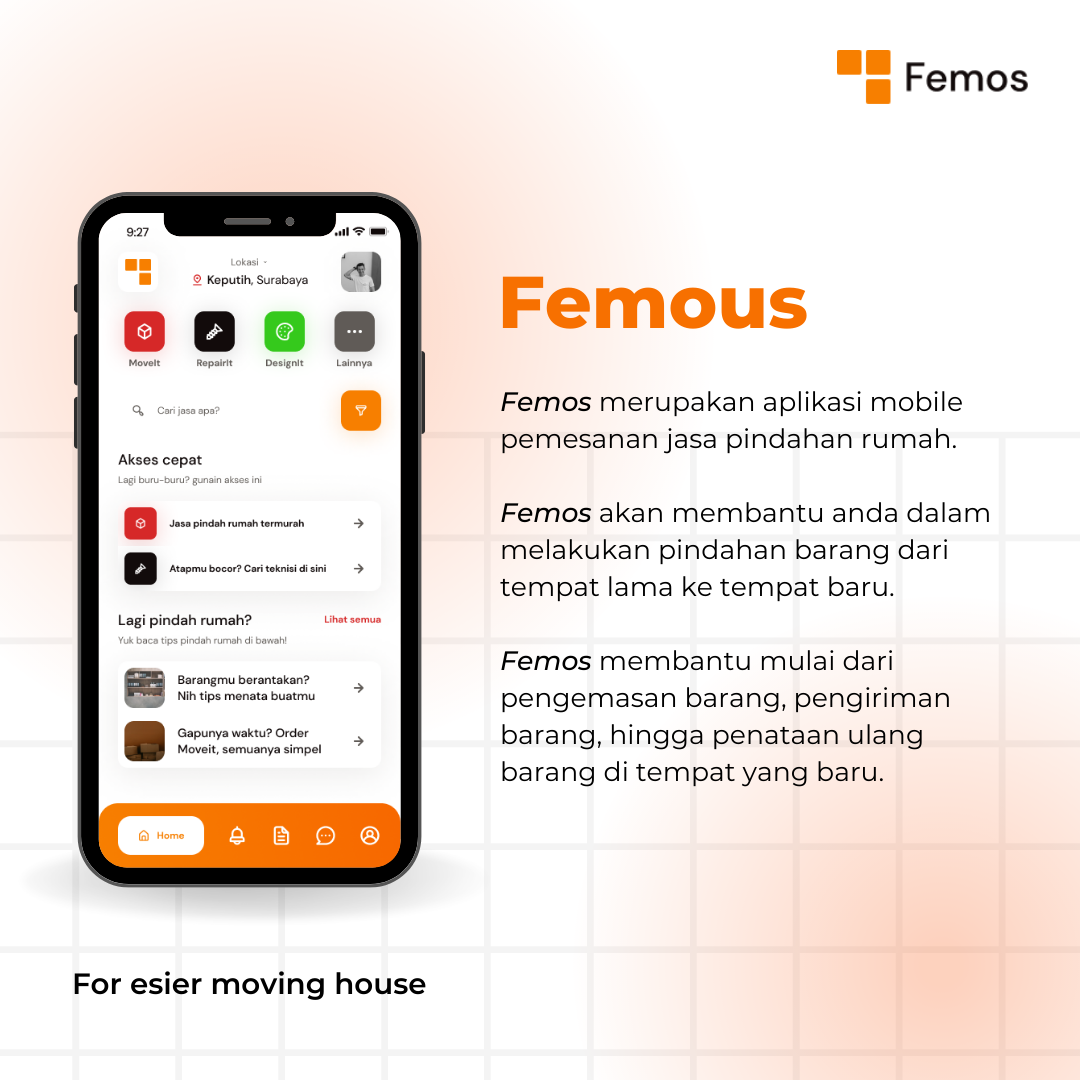 Femos
9:27
Lokasi
Keputih, Surabaya
MoveIt
RepairIt
DesignIt
Lainnya
Cari jasa apa?
Akses cepat
Lagi buru-buru? gunain akses ini
Jasa pindah rumah termurah
Atapmu bocor? Cari teknisi di sini
Lagi pindah rumah?
Lihat semua
Yuk baca tips pindah rumah di bawah!
Barangmu berantakan?
Nih tips menata buatmu
Gapunya waktu? Order
Moveit, semuanya simpel
Home
For esier moving house
Femous
Femos merupakan aplikasi mobile
pemesanan jasa pindahan rumah.
Femos akan membantu anda dalam
melakukan pindahan barang dari
tempat lama ke tempat baru.
Femos membantu mulai dari
pengemasan barang, pengiriman
barang, hingga penataan ulang
barang di tempat yang baru.